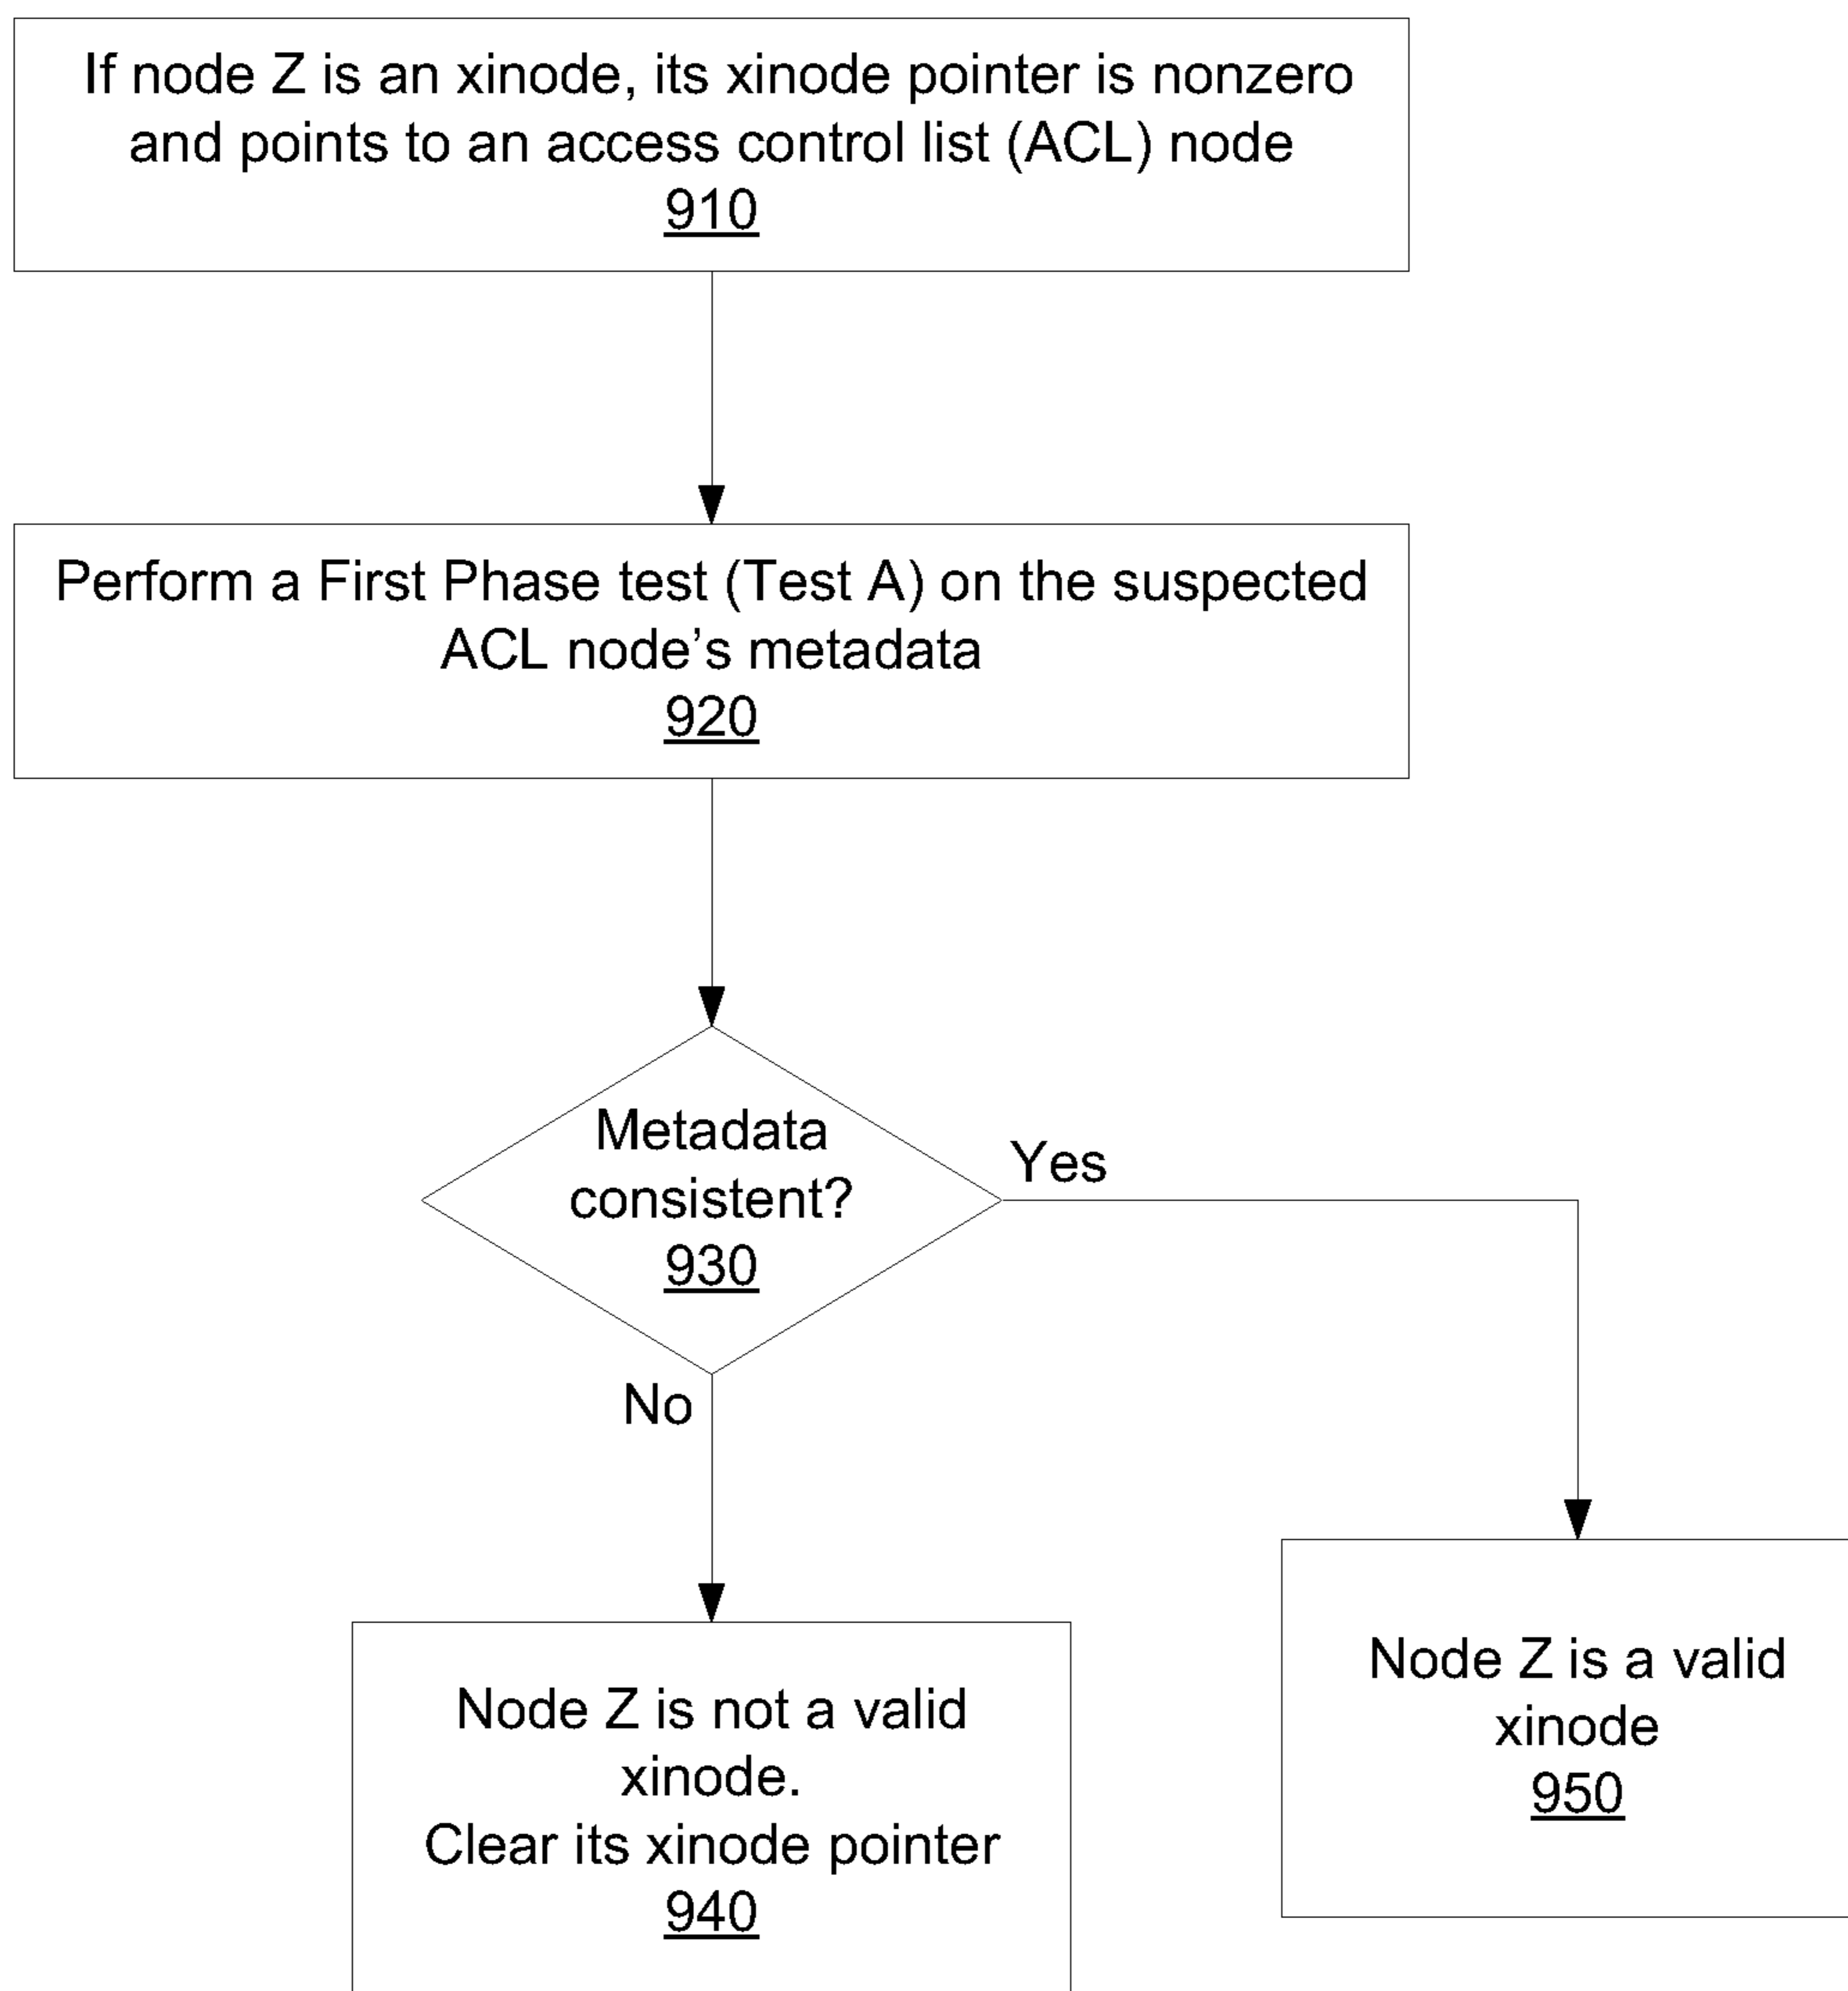 If node Z is an xinode, its xinode pointer is nonzero
and points to an access control list (ACL) node
910
Perform a First Phase test (Test A) on the suspected
ACL node's metadata
920
Metadata
consistent?
930
Yes
No
Node Z is not a valid
xinode.
Clear its xinode pointer
940
Node Z is a valid
xinode
950